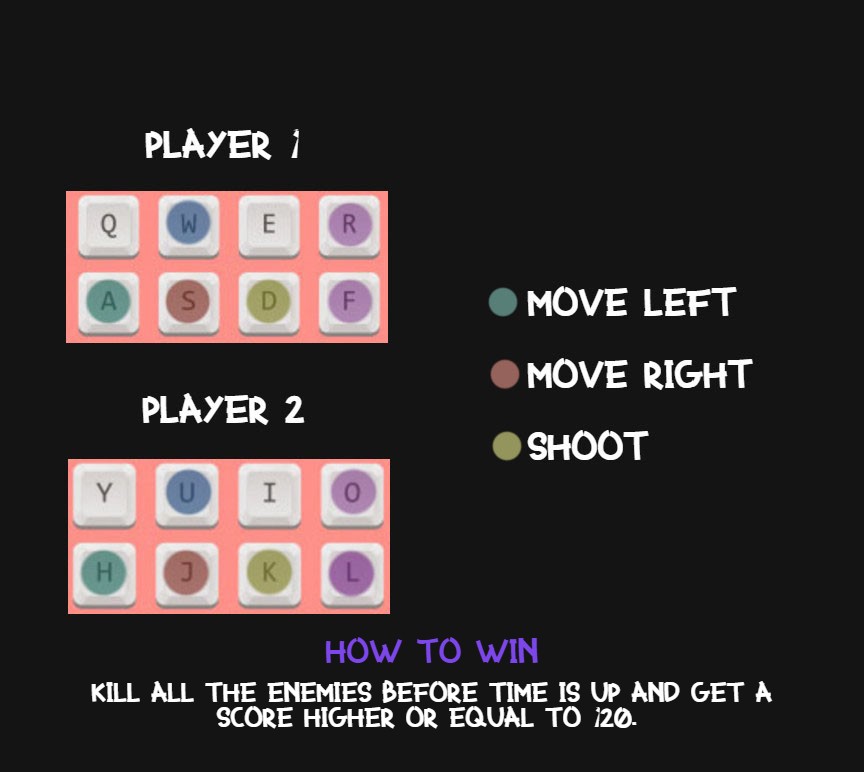 PLAYER 1
Q W E R
A S D F
MOVE LEFT
MOVE RIGHT
SHOOT
PLAYER 2
Y U I O
H J K L
HOW TO WIN
KILL ALL THE ENEMIES BEFORE TIME IS UP AND GET A
SCORE HIGHER OR EQUAL TO 120.